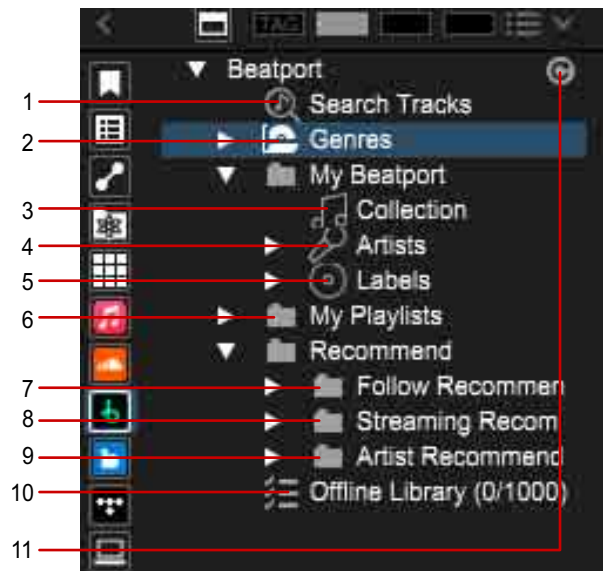 TAG
Beatport
1 Search Tracks
2 Genres
My Beatport
3 Collection
4 Artists
5 Labels
6 My Playlists
Recommend
7 Follow Recommen
8 Streaming Recom
9 Artist Recommend
10 Offline Library (0/1000)
11